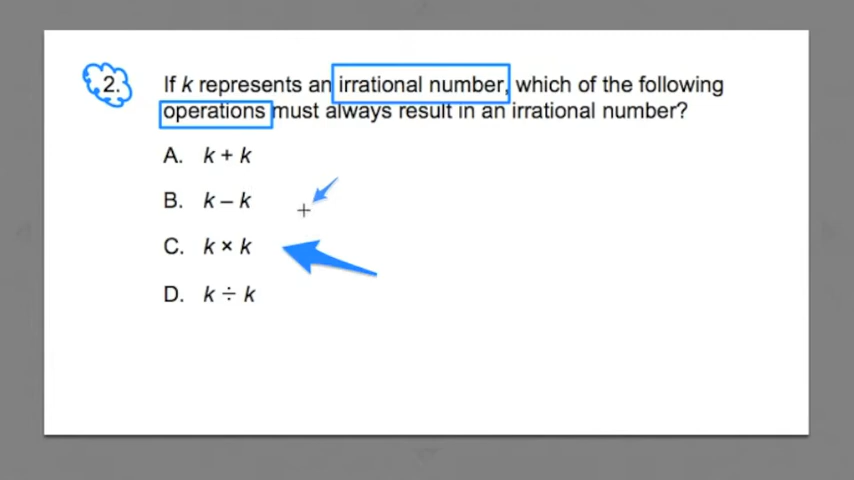 2. If k represents an irrational number, which of the following
operations must always result in an irrational number?
A. k + k
B. k – k
C. k × k
D. k ÷ k